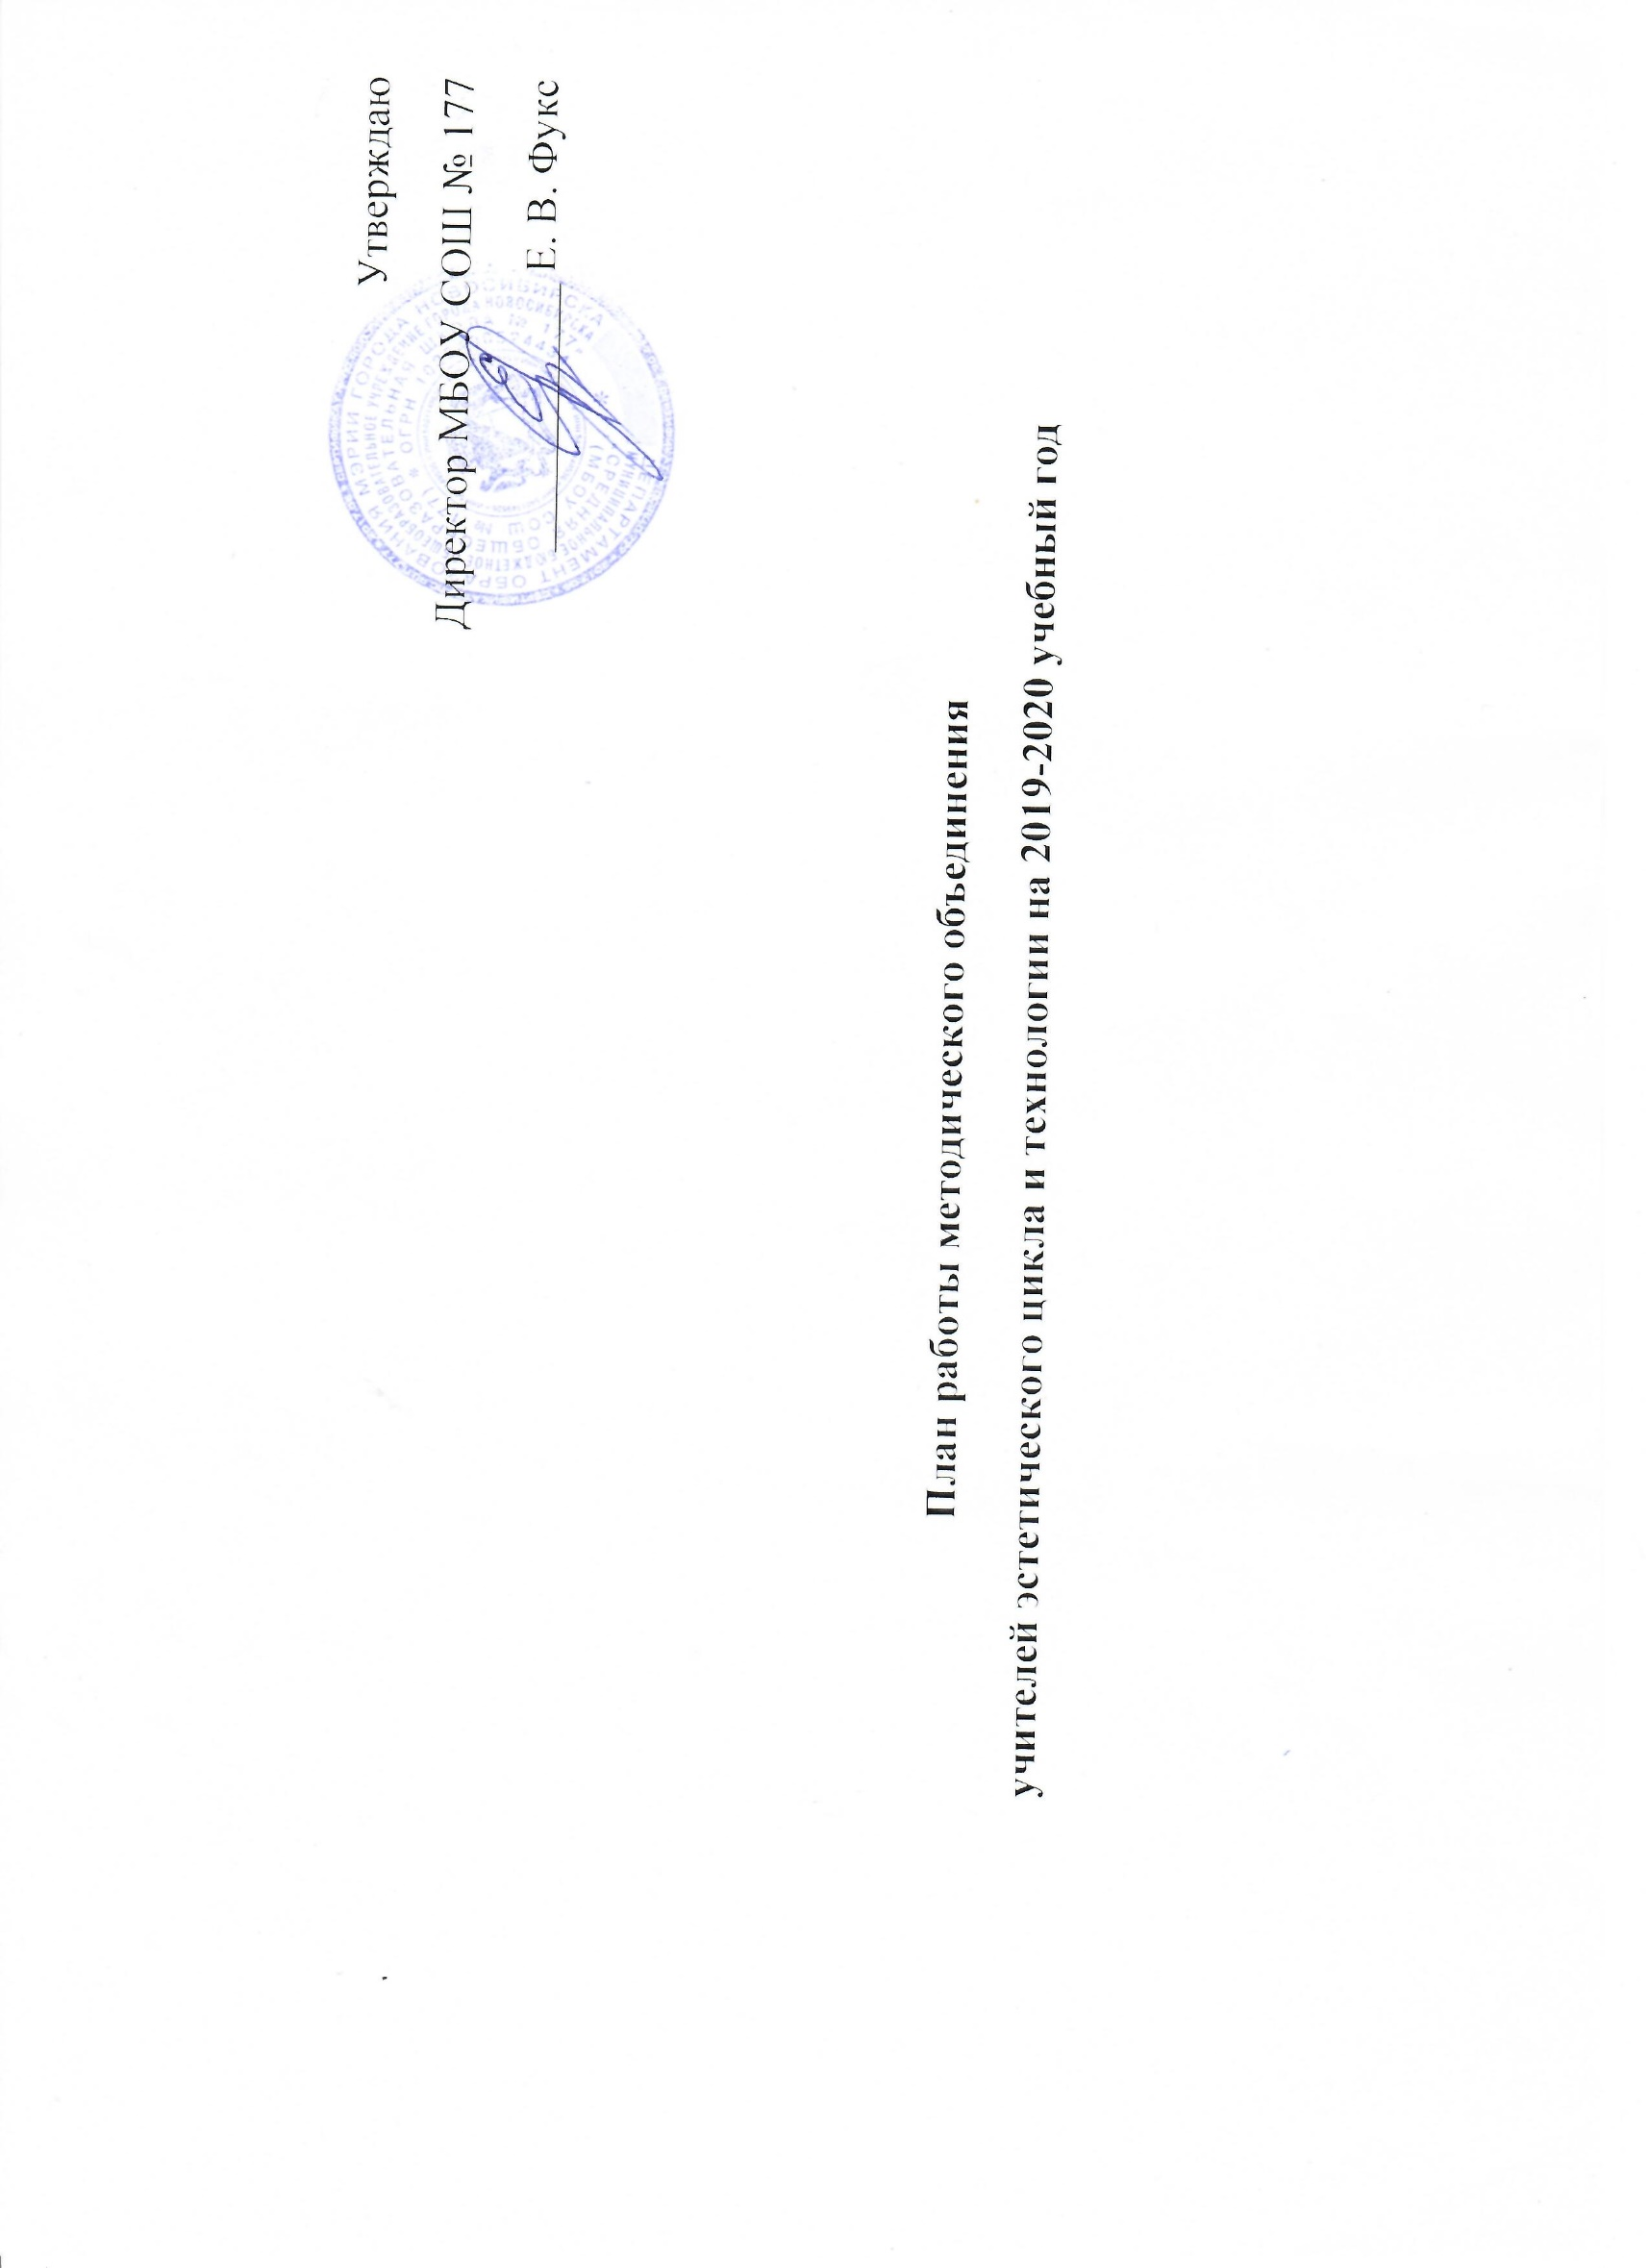 Утверждаю
Директор МБОУ СОШ № 177
Е. В. Фукс
План работы методического объединения
учителей эстетического цикла и технологии на 2019-2020 учебный год